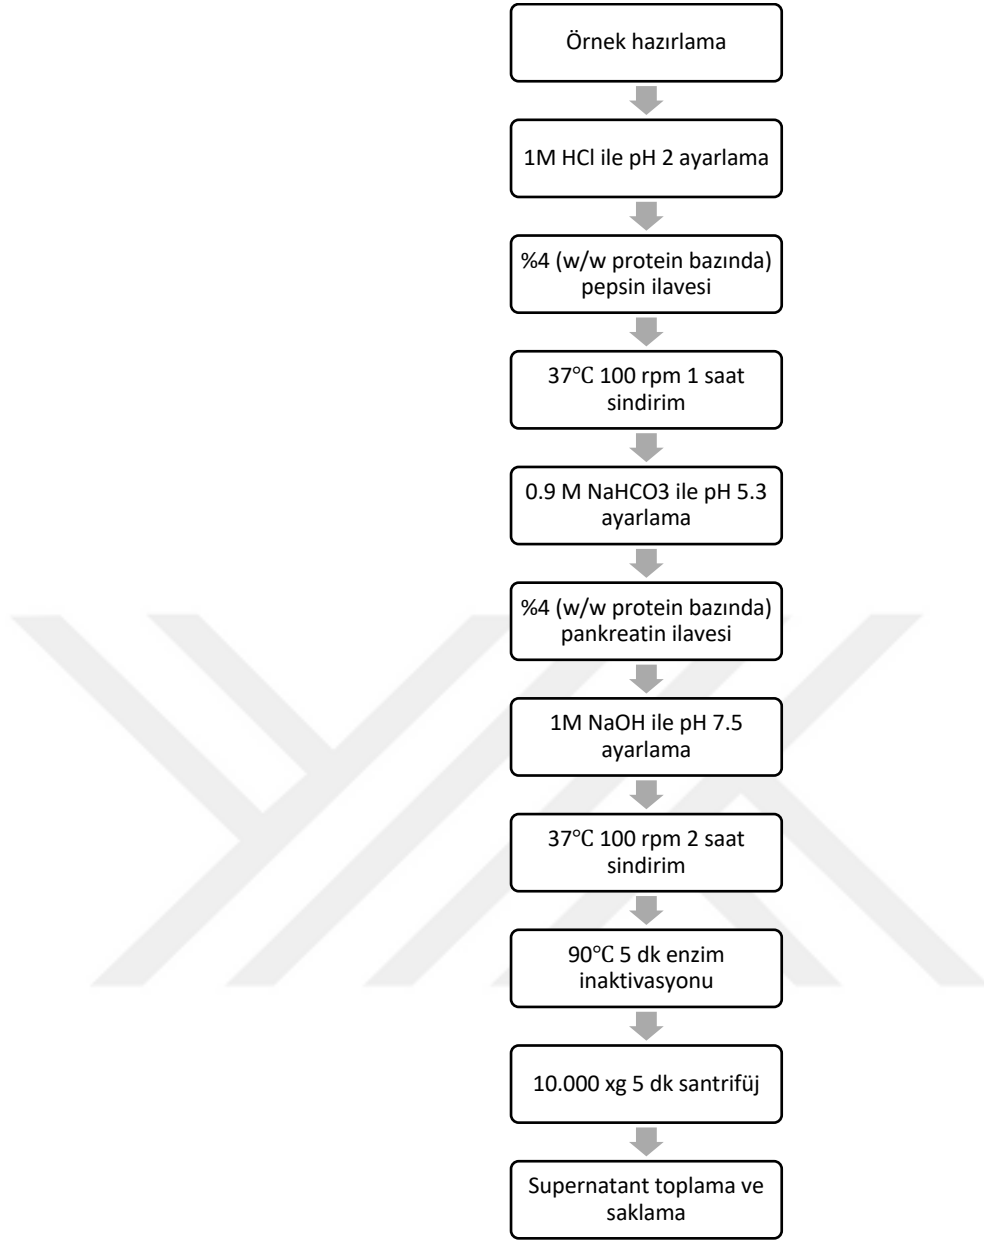 Örnek hazırlama
1M HCl ile pH 2 ayarlama
%4 (w/w protein bazında)
pepsin ilavesi
37℃ 100 rpm 1 saat
sindirim
0.9 M NaHCO3 ile pH 5.3
ayarlama
%4 (w/w protein bazında)
pankreatin ilavesi
1M NaOH ile pH 7.5
ayarlama
37℃ 100 rpm 2 saat
sindirim
90℃ 5 dk enzim
inaktivasyonu
10.000 xg 5 dk santrifüj
Supernatant toplama ve
saklama